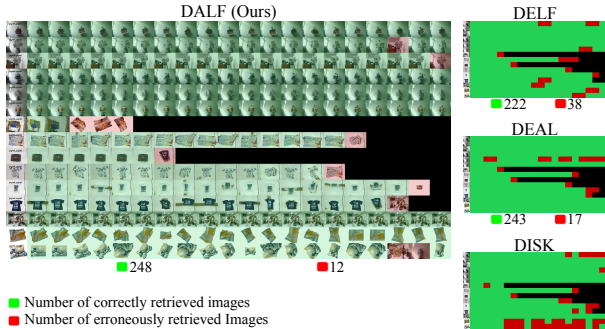 DALF (Ours)
248
12
Number of correctly retrieved images
Number of erroneously retrieved Images
DELF
222
38
DEAL
243
17
DISK